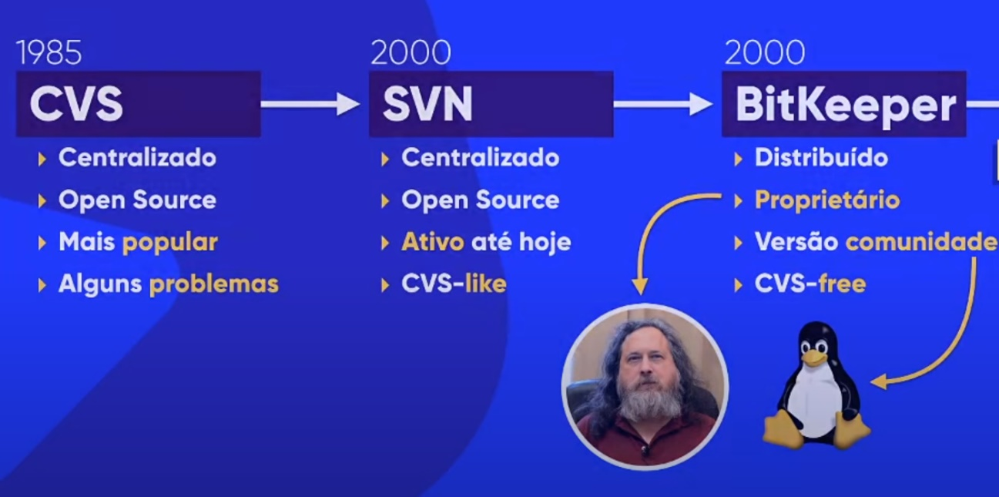 1985
CVS
Centralizado
Open Source
Mais popular
Alguns problemas
2000
SVN
Centralizado
Open Source
Ativo até hoje
CVS-like
2000
BitKeeper
Distribuído
Proprietário
Versão comunidade
CVS-free